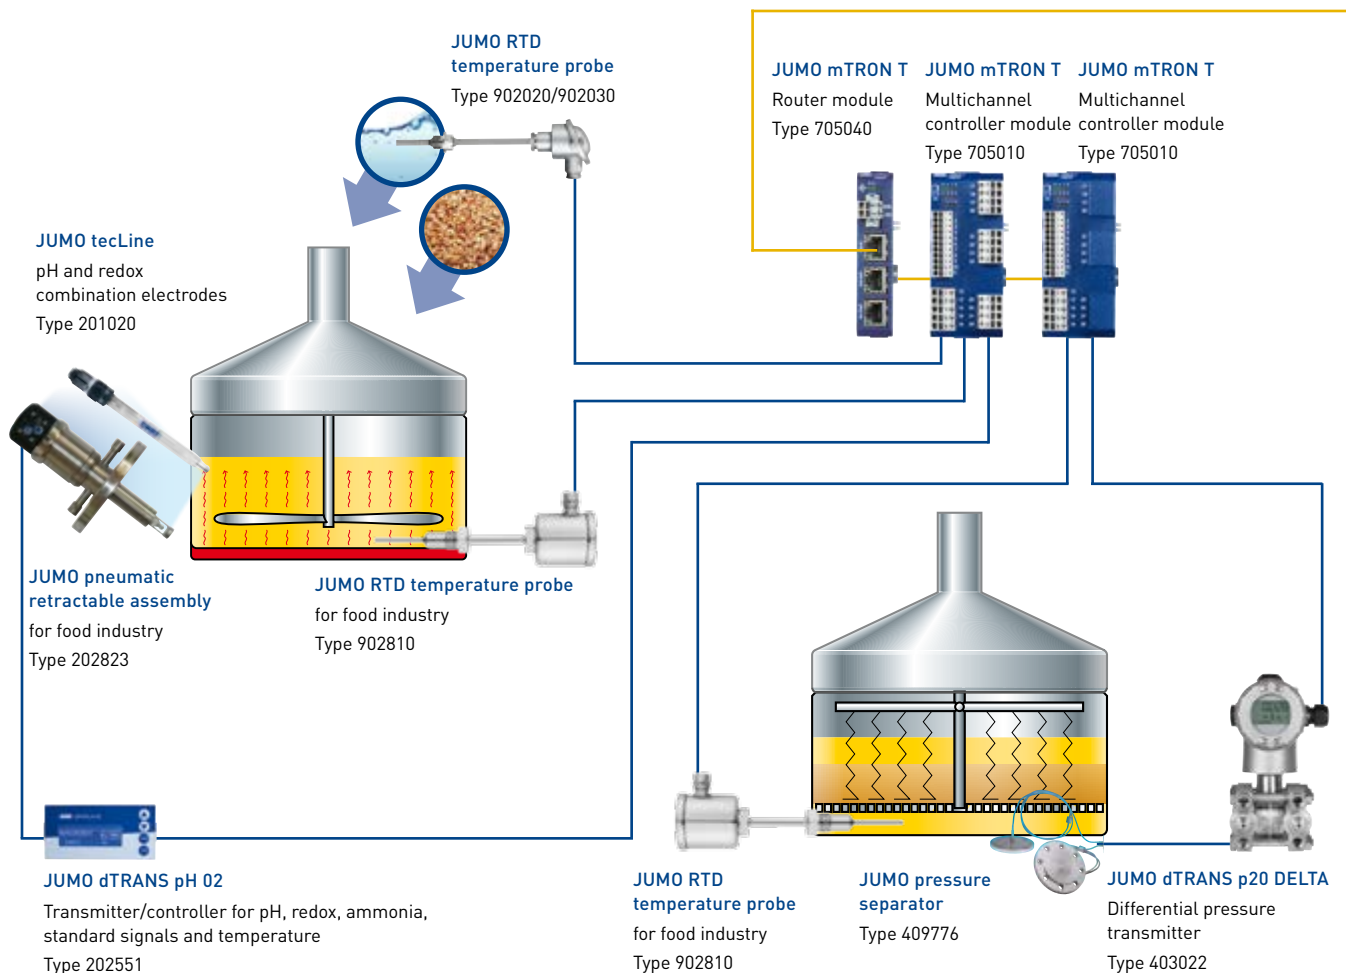 JUMO RTD
temperature probe
Type 902020/902030
JUMO mTRON T
Router module
Type 705040
JUMO mTRON T
Multichannel
controller module
Type 705010
JUMO mTRON T
Multichannel
controller module
Type 705010
JUMO tecLine
pH and redox
combination electrodes
Type 201020
JUMO pneumatic
retractable assembly
for food industry
Type 202823
JUMO RTD temperature probe
for food industry
Type 902810
JUMO dTRANS pH 02
Transmitter/controller for pH, redox, ammonia,
standard signals and temperature
Type 202551
JUMO RTD
temperature probe
for food industry
Type 902810
JUMO pressure
separator
Type 409776
JUMO dTRANS p20 DELTA
Differential pressure
transmitter
Type 403022